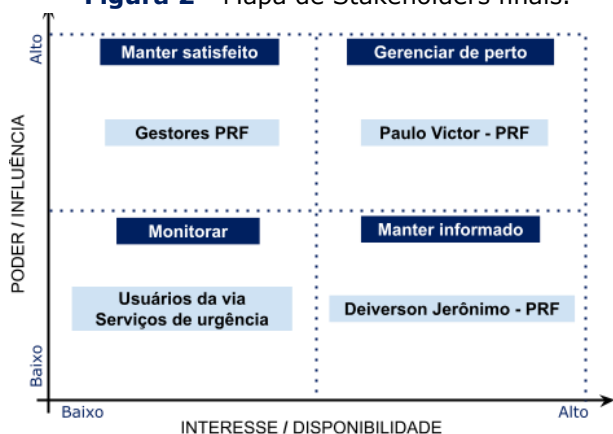 Figura 2 - Mapa de Stakeholders finais.
Alto
Manter satisfeito
Gerenciar de perto
Gestores PRF
Paulo Victor - PRF
PODER / INFLUÊNCIA
Monitorar
Manter informado
Usuários da via
Serviços de urgência
Deiverson Jerônimo - PRF
Baixo
Baixo
Alto
INTERESSE / DISPONIBILIDADE